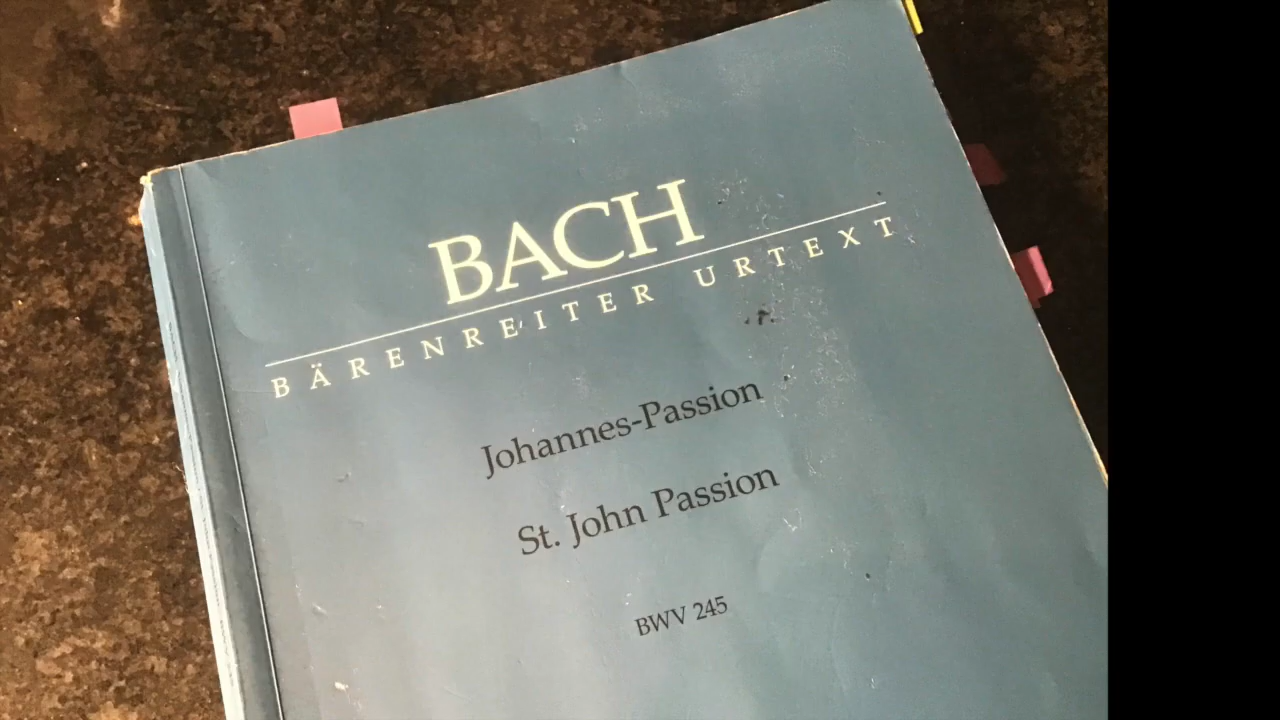 BACH
BÄRENREITER URTEXT
Johannes-Passion
St. John Passion
BWV 245